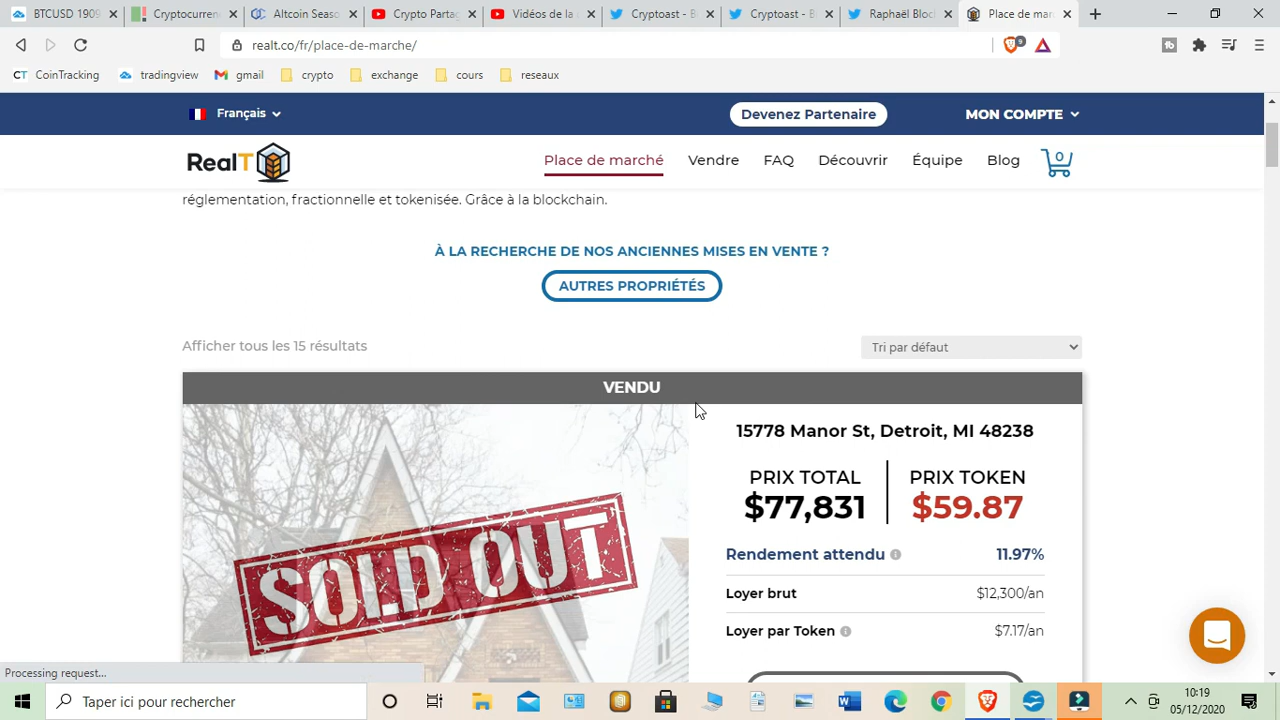 BTCUSD 1909
Cryptocurren
Altcoin Seaso
Crypto Partag
Vidéos de la
Cryptoast - B
Cryptoast - B
Raphaël Bloc
Place de mar
realt.co/fr/place-de-marche/
9
CoinTracking
tradingview
gmail
crypto
exchange
cours
reseaux
Français
Devenez Partenaire
MON COMPTE
RealT
Place de marché
Vendre
FAQ
Découvrir
Équipe
Blog
0
réglementation, fractionnelle et tokenisée. Grâce à la blockchain.
À LA RECHERCHE DE NOS ANCIENNES MISES EN VENTE ?
AUTRES PROPRIÉTÉS
Afficher tous les 15 résultats
Tri par défaut
VENDU
SOLD OUT
15778 Manor St, Detroit, MI 48238
PRIX TOTAL
PRIX TOKEN
$77,831
$59.87
Rendement attendu
11.97%
Loyer brut
$12,300/an
Loyer par Token
$7.17/an
Processing request...
Taper ici pour rechercher
10:19
05/12/2020